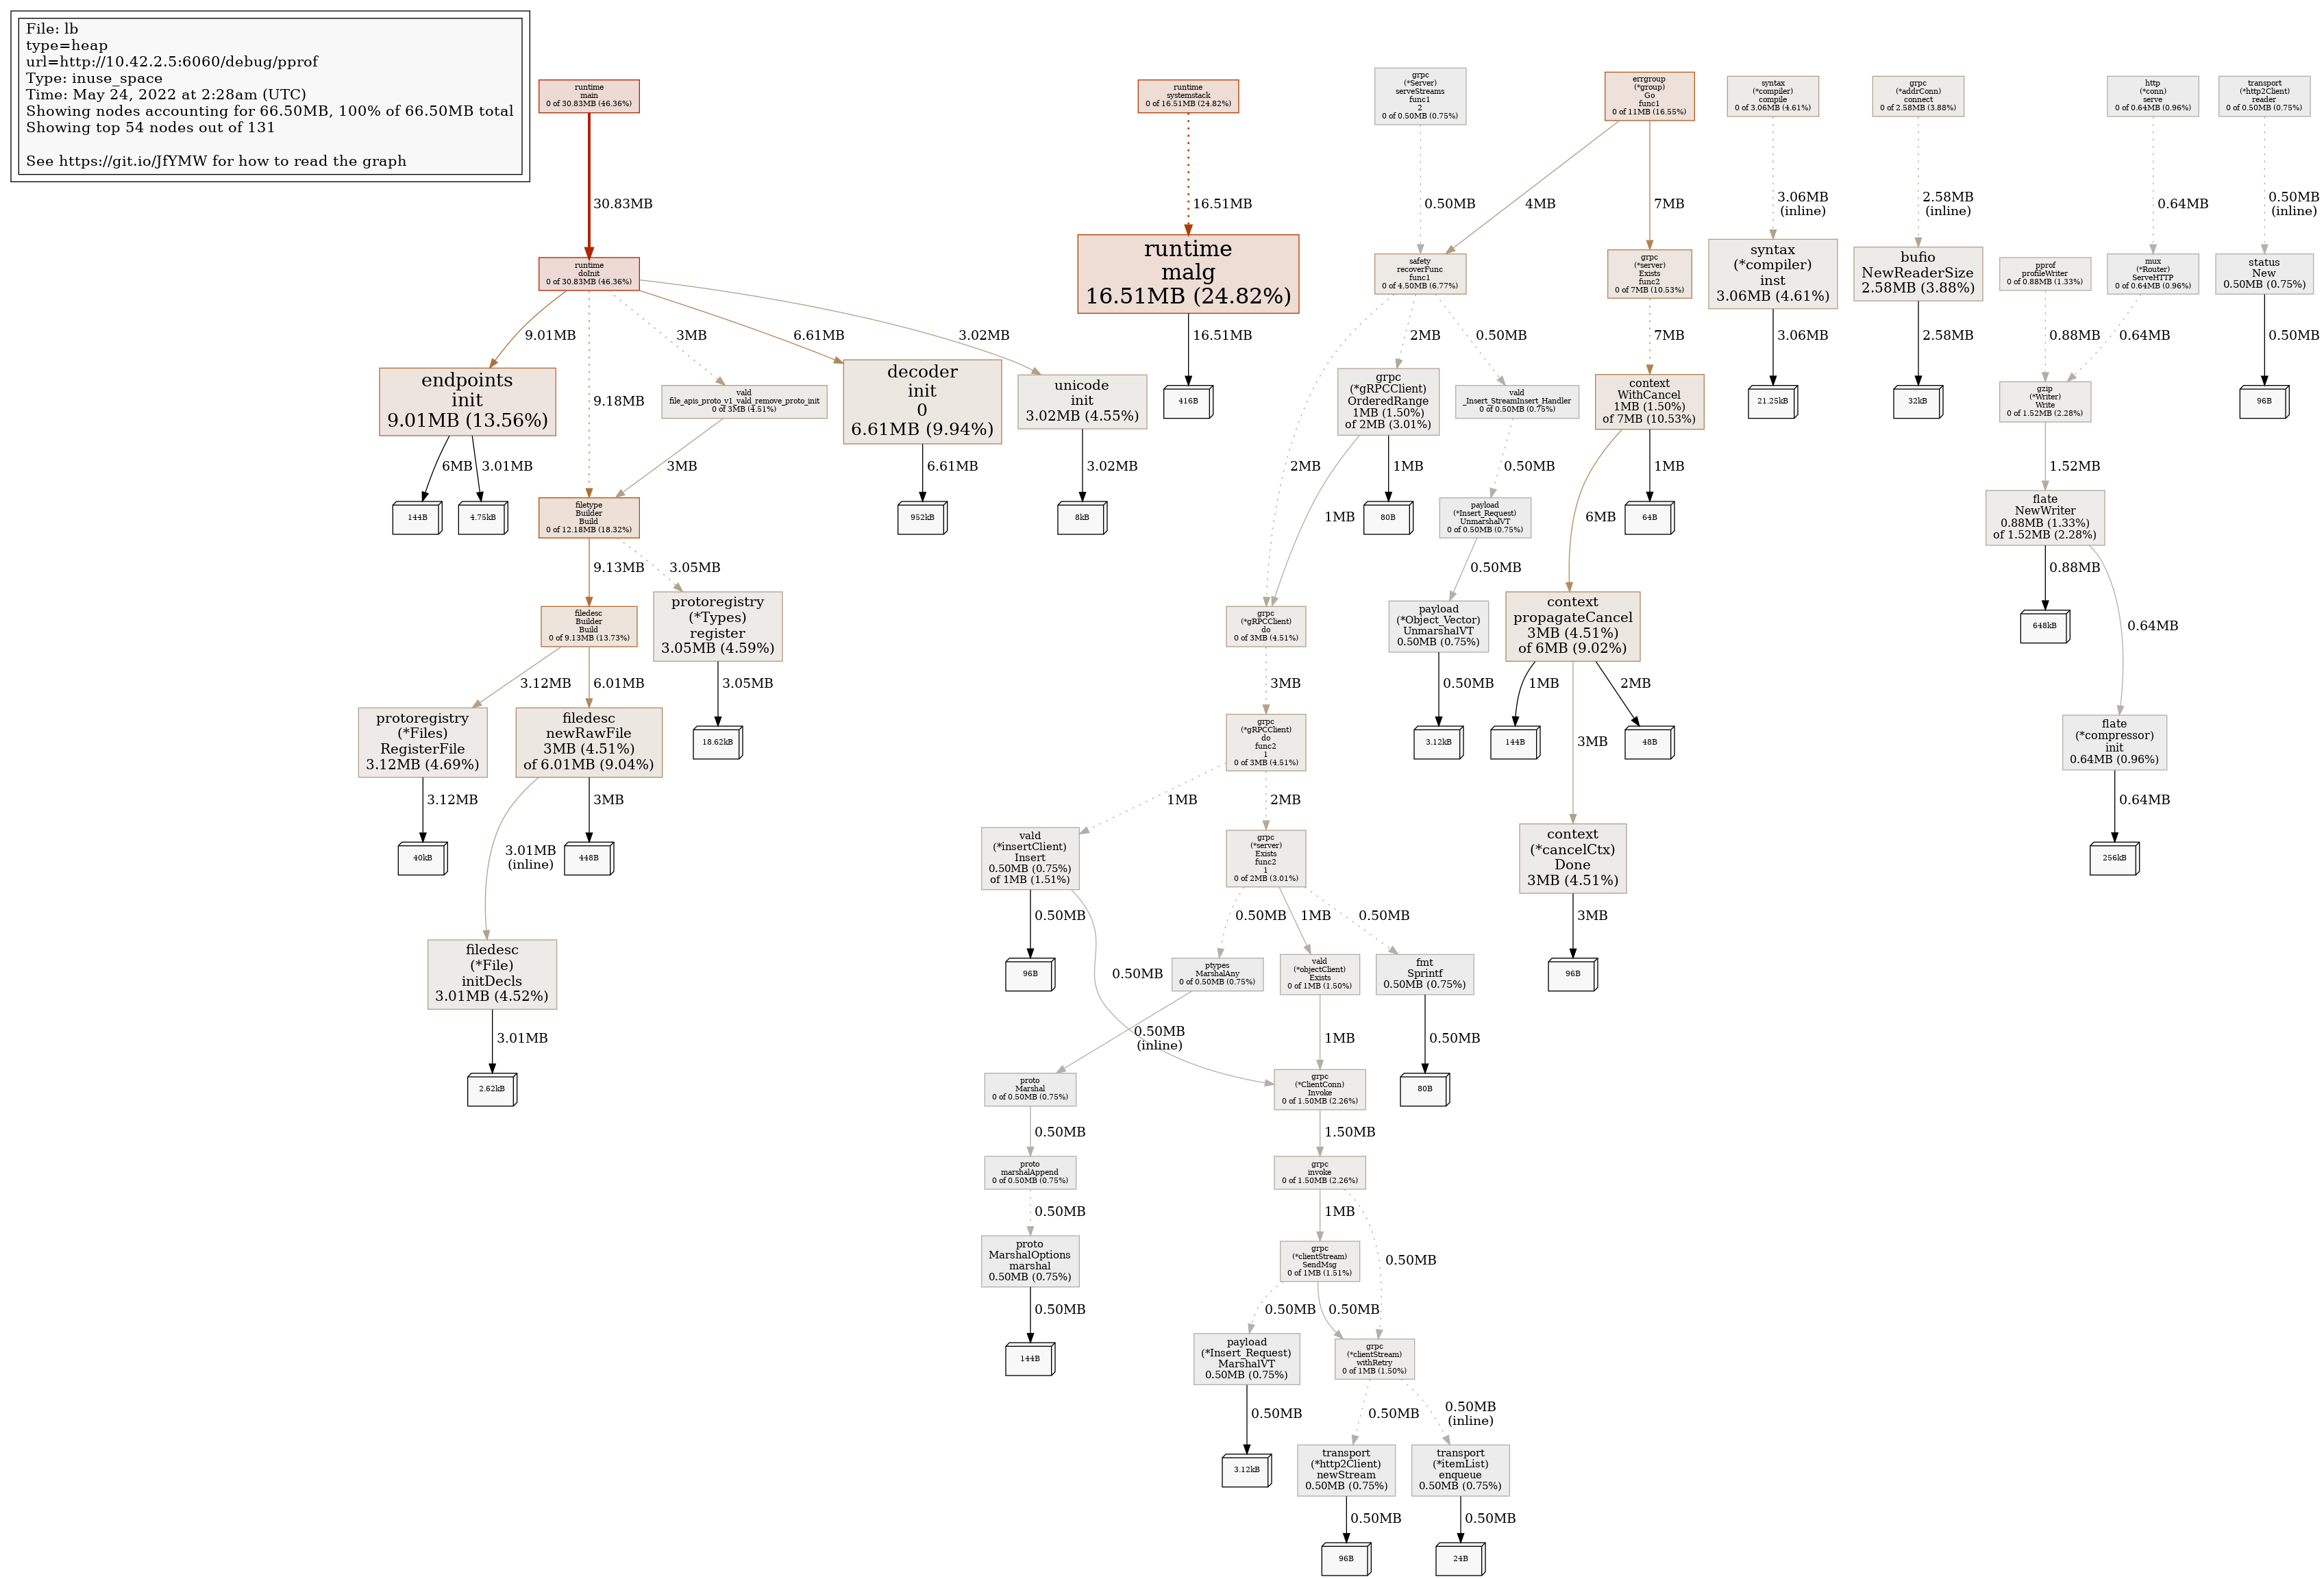 File: lb
type=heap
url=http://10.42.2.5:6060/debug/pprof
Type: inuse_space
Time: May 24, 2022 at 2:28am (UTC)
Showing nodes accounting for 66.50MB, 100% of 66.50MB total
Showing top 54 nodes out of 131
See https://git.io/JfYMW for how to read the graph
runtime
main
0 of 30.83MB (46.36%)
30.83MB
runtime
doInit
0 of 30.83MB (46.36%)
9.01MB
9.18MB
3MB
6.61MB
3.02MB
endpoints
init
9.01MB (13.56%)
6MB
3.01MB
144B
4.75kB
vald
file_apis_proto_v1_vald_remove_proto_init
0 of 3MB (4.51%)
3MB
decoder
init
0
6.61MB (9.94%)
6.61MB
952kB
unicode
init
3.02MB (4.55%)
3.02MB
8kB
filetype
Builder
Build
0 of 12.18MB (18.32%)
9.13MB
3.05MB
filedesc
Builder
Build
0 of 9.13MB (13.73%)
3.12MB
6.01MB
protoregistry
(*Types)
register
3.05MB (4.59%)
3.05MB
18.62kB
protoregistry
(*Files)
RegisterFile
3.12MB (4.69%)
3.12MB
40kB
filedesc
newRawFile
3MB (4.51%)
of 6.01MB (9.04%)
3.01MB
(inline)
3MB
448B
filedesc
(*File)
initDecls
3.01MB (4.52%)
3.01MB
2.62kB
runtime
systemstack
0 of 16.51MB (24.82%)
16.51MB
runtime
malg
16.51MB (24.82%)
16.51MB
416B
grpc
(*Server)
serveStreams
func1
2
0 of 0.50MB (0.75%)
0.50MB
errgroup
(*group)
Go
func1
0 of 11MB (16.55%)
4MB
7MB
safety
recoverFunc
func1
0 of 4.50MB (6.77%)
2MB
2MB
0.50MB
grpc
(*server)
Exists
func2
0 of 7MB (10.53%)
7MB
grpc
(*gRPCClient)
OrderedRange
1MB (1.50%)
of 2MB (3.01%)
1MB
1MB
80B
vald
_Insert_StreamInsert_Handler
0 of 0.50MB (0.75%)
0.50MB
payload
(*Insert_Request)
UnmarshalVT
0 of 0.50MB (0.75%)
0.50MB
payload
(*Object_Vector)
UnmarshalVT
0.50MB (0.75%)
0.50MB
3.12kB
context
WithCancel
1MB (1.50%)
of 7MB (10.53%)
6MB
1MB
64B
context
propagateCancel
3MB (4.51%)
of 6MB (9.02%)
1MB
3MB
2MB
144B
48B
context
(*cancelCtx)
Done
3MB (4.51%)
3MB
96B
grpc
(*gRPCClient)
do
0 of 3MB (4.51%)
3MB
grpc
(*gRPCClient)
do
func2
1
0 of 3MB (4.51%)
1MB
2MB
vald
(*insertClient)
Insert
0.50MB (0.75%)
of 1MB (1.51%)
0.50MB
0.50MB
96B
grpc
(*server)
Exists
func2
1
0 of 2MB (3.01%)
0.50MB
1MB
0.50MB
ptypes
MarshalAny
0 of 0.50MB (0.75%)
0.50MB
(inline)
vald
(*objectClient)
Exists
0 of 1MB (1.50%)
1MB
fmt
Sprintf
0.50MB (0.75%)
0.50MB
80B
proto
Marshal
0 of 0.50MB (0.75%)
0.50MB
proto
marshalAppend
0 of 0.50MB (0.75%)
0.50MB
proto
MarshalOptions
marshal
0.50MB (0.75%)
0.50MB
144B
grpc
(*ClientConn)
Invoke
0 of 1.50MB (2.26%)
1.50MB
grpc
invoke
0 of 1.50MB (2.26%)
1MB
0.50MB
grpc
(*clientStream)
SendMsg
0 of 1MB (1.51%)
0.50MB
0.50MB
payload
(*Insert_Request)
MarshalVT
0.50MB (0.75%)
0.50MB
3.12kB
grpc
(*clientStream)
withRetry
0 of 1MB (1.50%)
0.50MB
0.50MB
(inline)
transport
(*http2Client)
newStream
0.50MB (0.75%)
0.50MB
96B
transport
(*itemList)
enqueue
0.50MB (0.75%)
0.50MB
24B
syntax
(*compiler)
compile
0 of 3.06MB (4.61%)
3.06MB
(inline)
syntax
(*compiler)
inst
3.06MB (4.61%)
3.06MB
21.25kB
grpc
(*addrConn)
connect
0 of 2.58MB (3.88%)
2.58MB
(inline)
bufio
NewReaderSize
2.58MB (3.88%)
2.58MB
32kB
http
(*conn)
serve
0 of 0.64MB (0.96%)
0.64MB
pprof
profileWriter
0 of 0.88MB (1.33%)
0.88MB
mux
(*Router)
ServeHTTP
0 of 0.64MB (0.96%)
0.64MB
gzip
(*Writer)
Write
0 of 1.52MB (2.28%)
1.52MB
flate
NewWriter
0.88MB (1.33%)
of 1.52MB (2.28%)
0.88MB
0.64MB
648kB
flate
(*compressor)
init
0.64MB (0.96%)
0.64MB
256kB
transport
(*http2Client)
reader
0 of 0.50MB (0.75%)
0.50MB
(inline)
status
New
0.50MB (0.75%)
0.50MB
96B